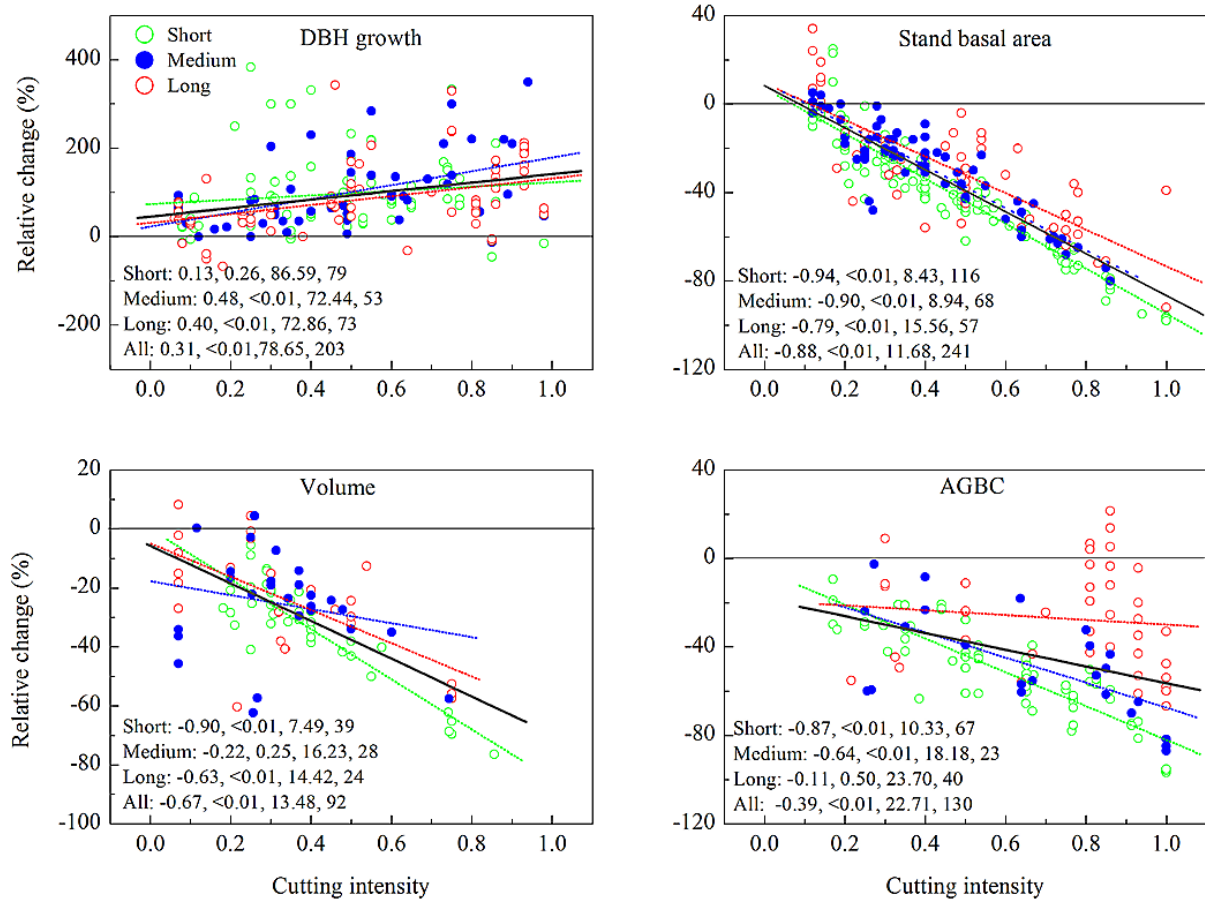 DBH growth
Short
Medium
Long
400
200
0
-200
Relative change (%)
Short: 0.13, 0.26, 86.59, 79
Medium: 0.48, <0.01, 72.44, 53
Long: 0.40, <0.01, 72.86, 73
All: 0.31, <0.01,78.65, 203
0.0 0.2 0.4 0.6 0.8 1.0
Stand basal area
40
0
-40
-80
-120
Short: -0.94, <0.01, 8.43, 116
Medium: -0.90, <0.01, 8.94, 68
Long: -0.79, <0.01, 15.56, 57
All: -0.88, <0.01, 11.68, 241
0.0 0.2 0.4 0.6 0.8 1.0
Volume
20
0
-20
-40
-60
-80
-100
Relative change (%)
Short: -0.90, <0.01, 7.49, 39
Medium: -0.22, 0.25, 16.23, 28
Long: -0.63, <0.01, 14.42, 24
All: -0.67, <0.01, 13.48, 92
0.0 0.2 0.4 0.6 0.8 1.0
Cutting intensity
AGBC
40
0
-40
-80
-120
Short: -0.87, <0.01, 10.33, 67
Medium: -0.64, <0.01, 18.18, 23
Long: -0.11, 0.50, 23.70, 40
All: -0.39, <0.01, 22.71, 130
0.0 0.2 0.4 0.6 0.8 1.0
Cutting intensity